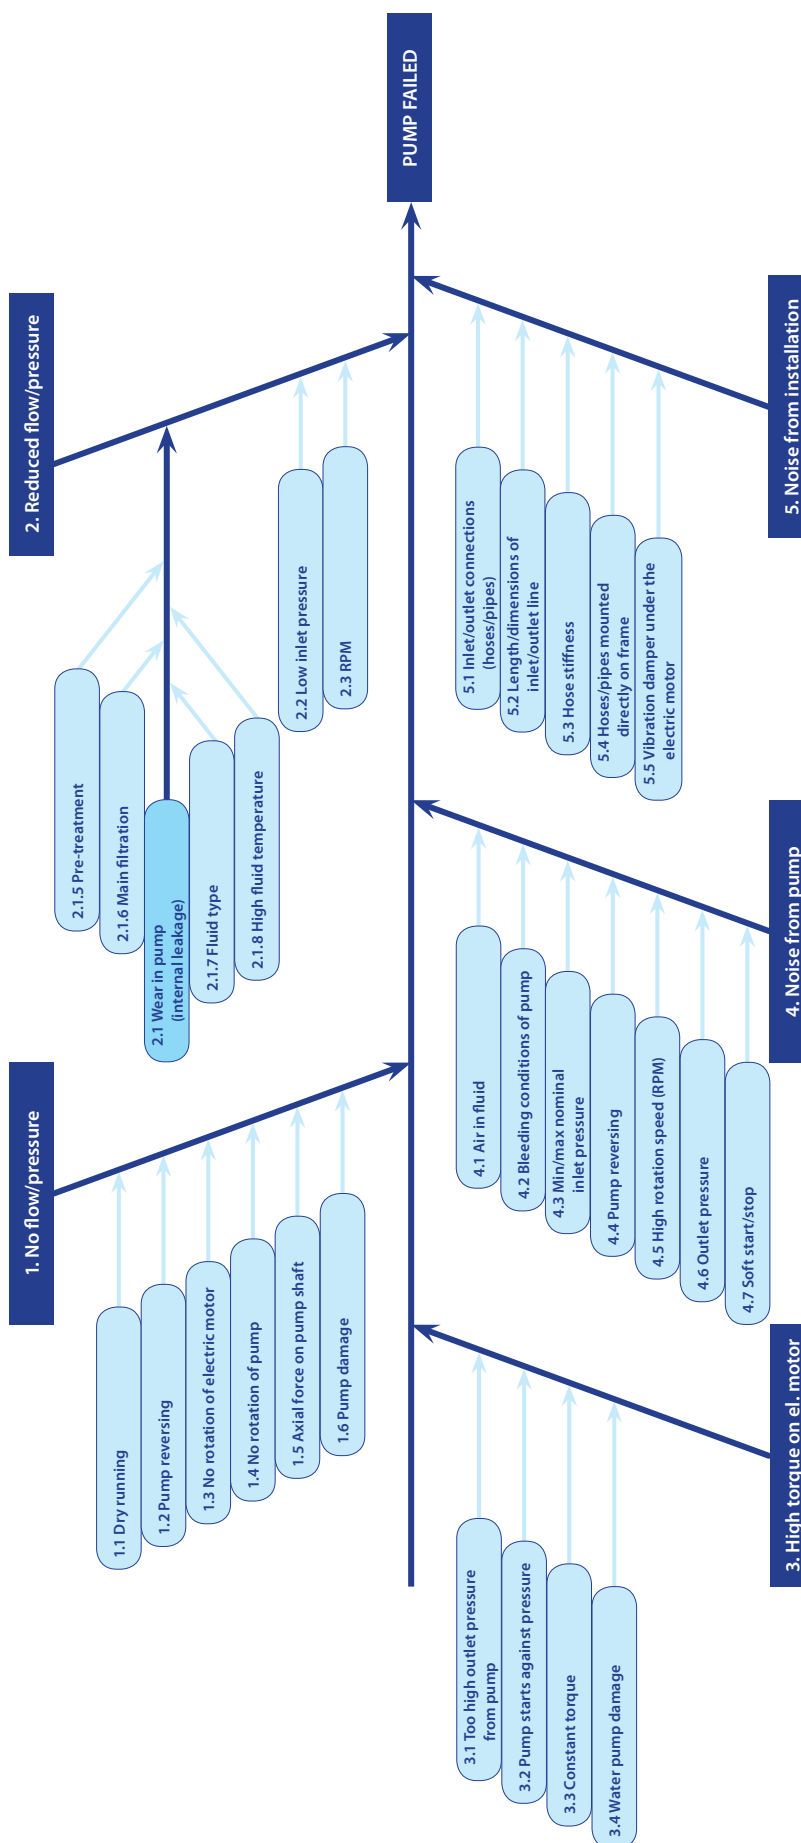 PUMP FAILED
1. No flow/pressure
1.1 Dry running
1.2 Pump reversing
1.3 No rotation of electric motor
1.4 No rotation of pump
1.5 Axial force on pump shaft
1.6 Pump damage
2. Reduced flow/pressure
2.1.5 Pre-treatment
2.1.6 Main filtration
2.1 Wear in pump
(internal leakage)
2.1.7 Fluid type
2.1.8 High fluid temperature
2.2 Low inlet pressure
2.3 RPM
3.1 Too high outlet pressure
from pump
3.2 Pump starts against pressure
3.3 Constant torque
3.4 Water pump damage
3. High torque on el. motor
4.1 Air in fluid
4.2 Bleeding conditions of pump
4.3 Min/max nominal
inlet pressure
4.4 Pump reversing
4.5 High rotation speed (RPM)
4.6 Outlet pressure
4.7 Soft start/stop
4. Noise from pump
5.1 Inlet/outlet connections
(hoses/pipes)
5.2 Length/dimensions of
inlet/outlet line
5.3 Hose stiffness
5.4 Hoses/pipes mounted
directly on frame
5.5 Vibration damper under the
electric motor
5. Noise from installation